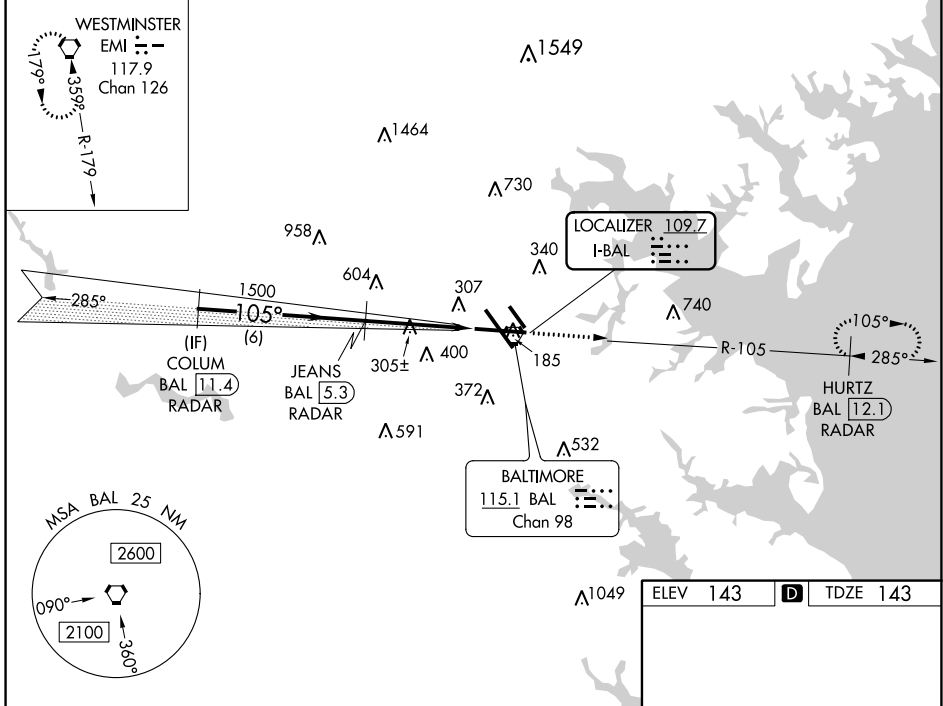 WESTMINSTER
EMI
117.9
Chan 126
179°
359°
R-179
1549
1464
730
958
604
307
340
LOCALIZER 109.7
I-BAL
740
285°
1500
105°
(6)
(IF)
COLUM
BAL 11.4
RADAR
JEANS
BAL 5.3
RADAR
305±
400
185
372
591
532
R-105
105°
285°
HURTZ
BAL 12.1
RADAR
BALTIMORE
115.1 BAL
Chan 98
MSA BAL 25 NM
2600
090°
2100
360°
1049
ELEV 143 D TDZE 143